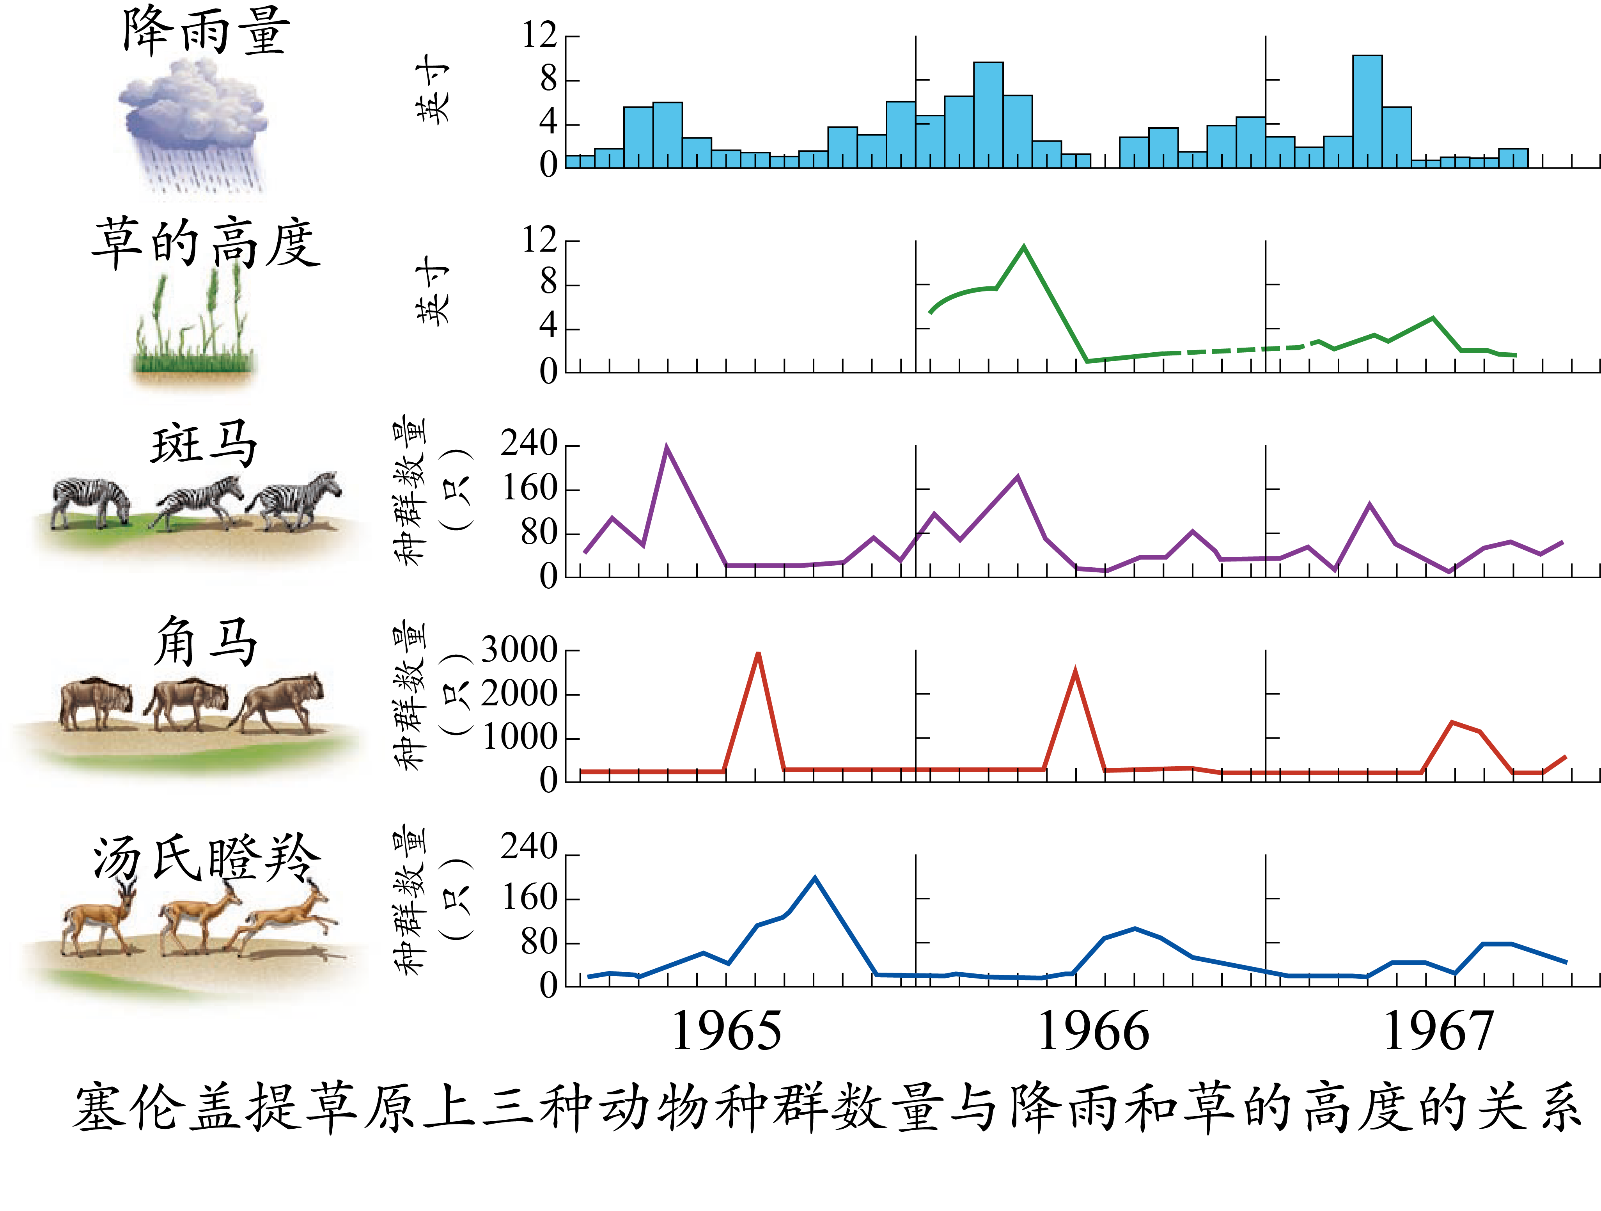 降雨量
英寸
12
8
4
0
草的高度
英寸
12
8
4
0
斑马
种群数量
（只）
240
160
80
0
角马
种群数量
（只）
3000
2000
1000
0
汤氏瞪羚
种群数量
（只）
240
160
80
0
1965 1966 1967
塞伦盖提草原上三种动物种群数量与降雨和草的高度的关系